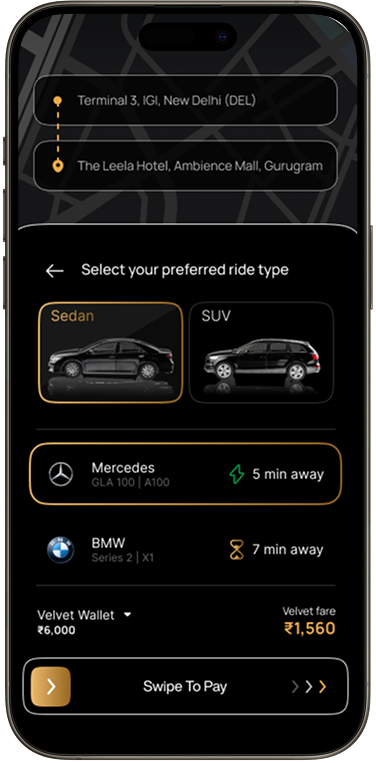 Terminal 3, IGI, New Delhi (DEL)
The Leela Hotel, Ambience Mall, Gurugram
Select your preferred ride type
Sedan
SUV
Mercedes
GLA 100 | A100
5 min away
BMW
Series 2 | X1
7 min away
Velvet Wallet
₹6,000
Velvet fare
₹1,560
Swipe To Pay